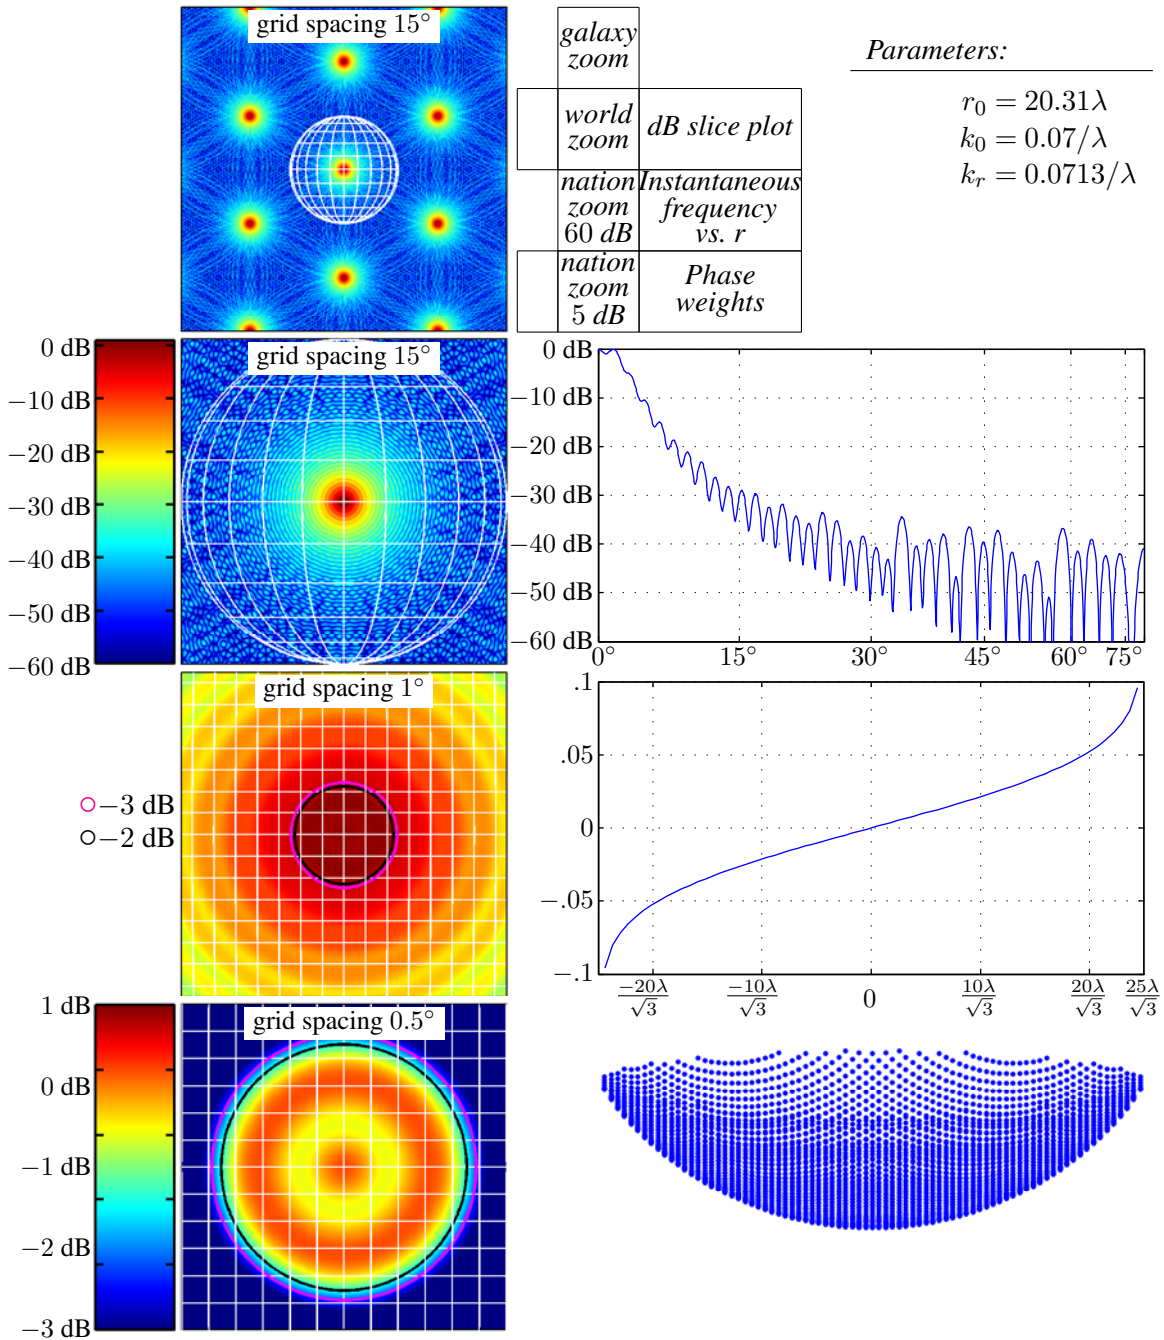 grid spacing 15°
galaxy
zoom
world
zoom
dB slice plot
nation
zoom
60 dB
Instantaneous
frequency
vs. r
nation
zoom
5 dB
Phase
weights
Parameters:
r₀ = 20.31λ
k₀ = 0.07/λ
kᵣ = 0.0713/λ
0 dB
−10 dB
−20 dB
−30 dB
−40 dB
−50 dB
−60 dB
grid spacing 15°
0 dB
−10 dB
−20 dB
−30 dB
−40 dB
−50 dB
−60 dB
0° 15° 30° 45° 60° 75°
grid spacing 1°
−3 dB
−2 dB
.1
.05
0
−.05
−.1
−20λ/√3 −10λ/√3 0 10λ/√3 20λ/√3 25λ/√3
1 dB
0 dB
−1 dB
−2 dB
−3 dB
grid spacing 0.5°